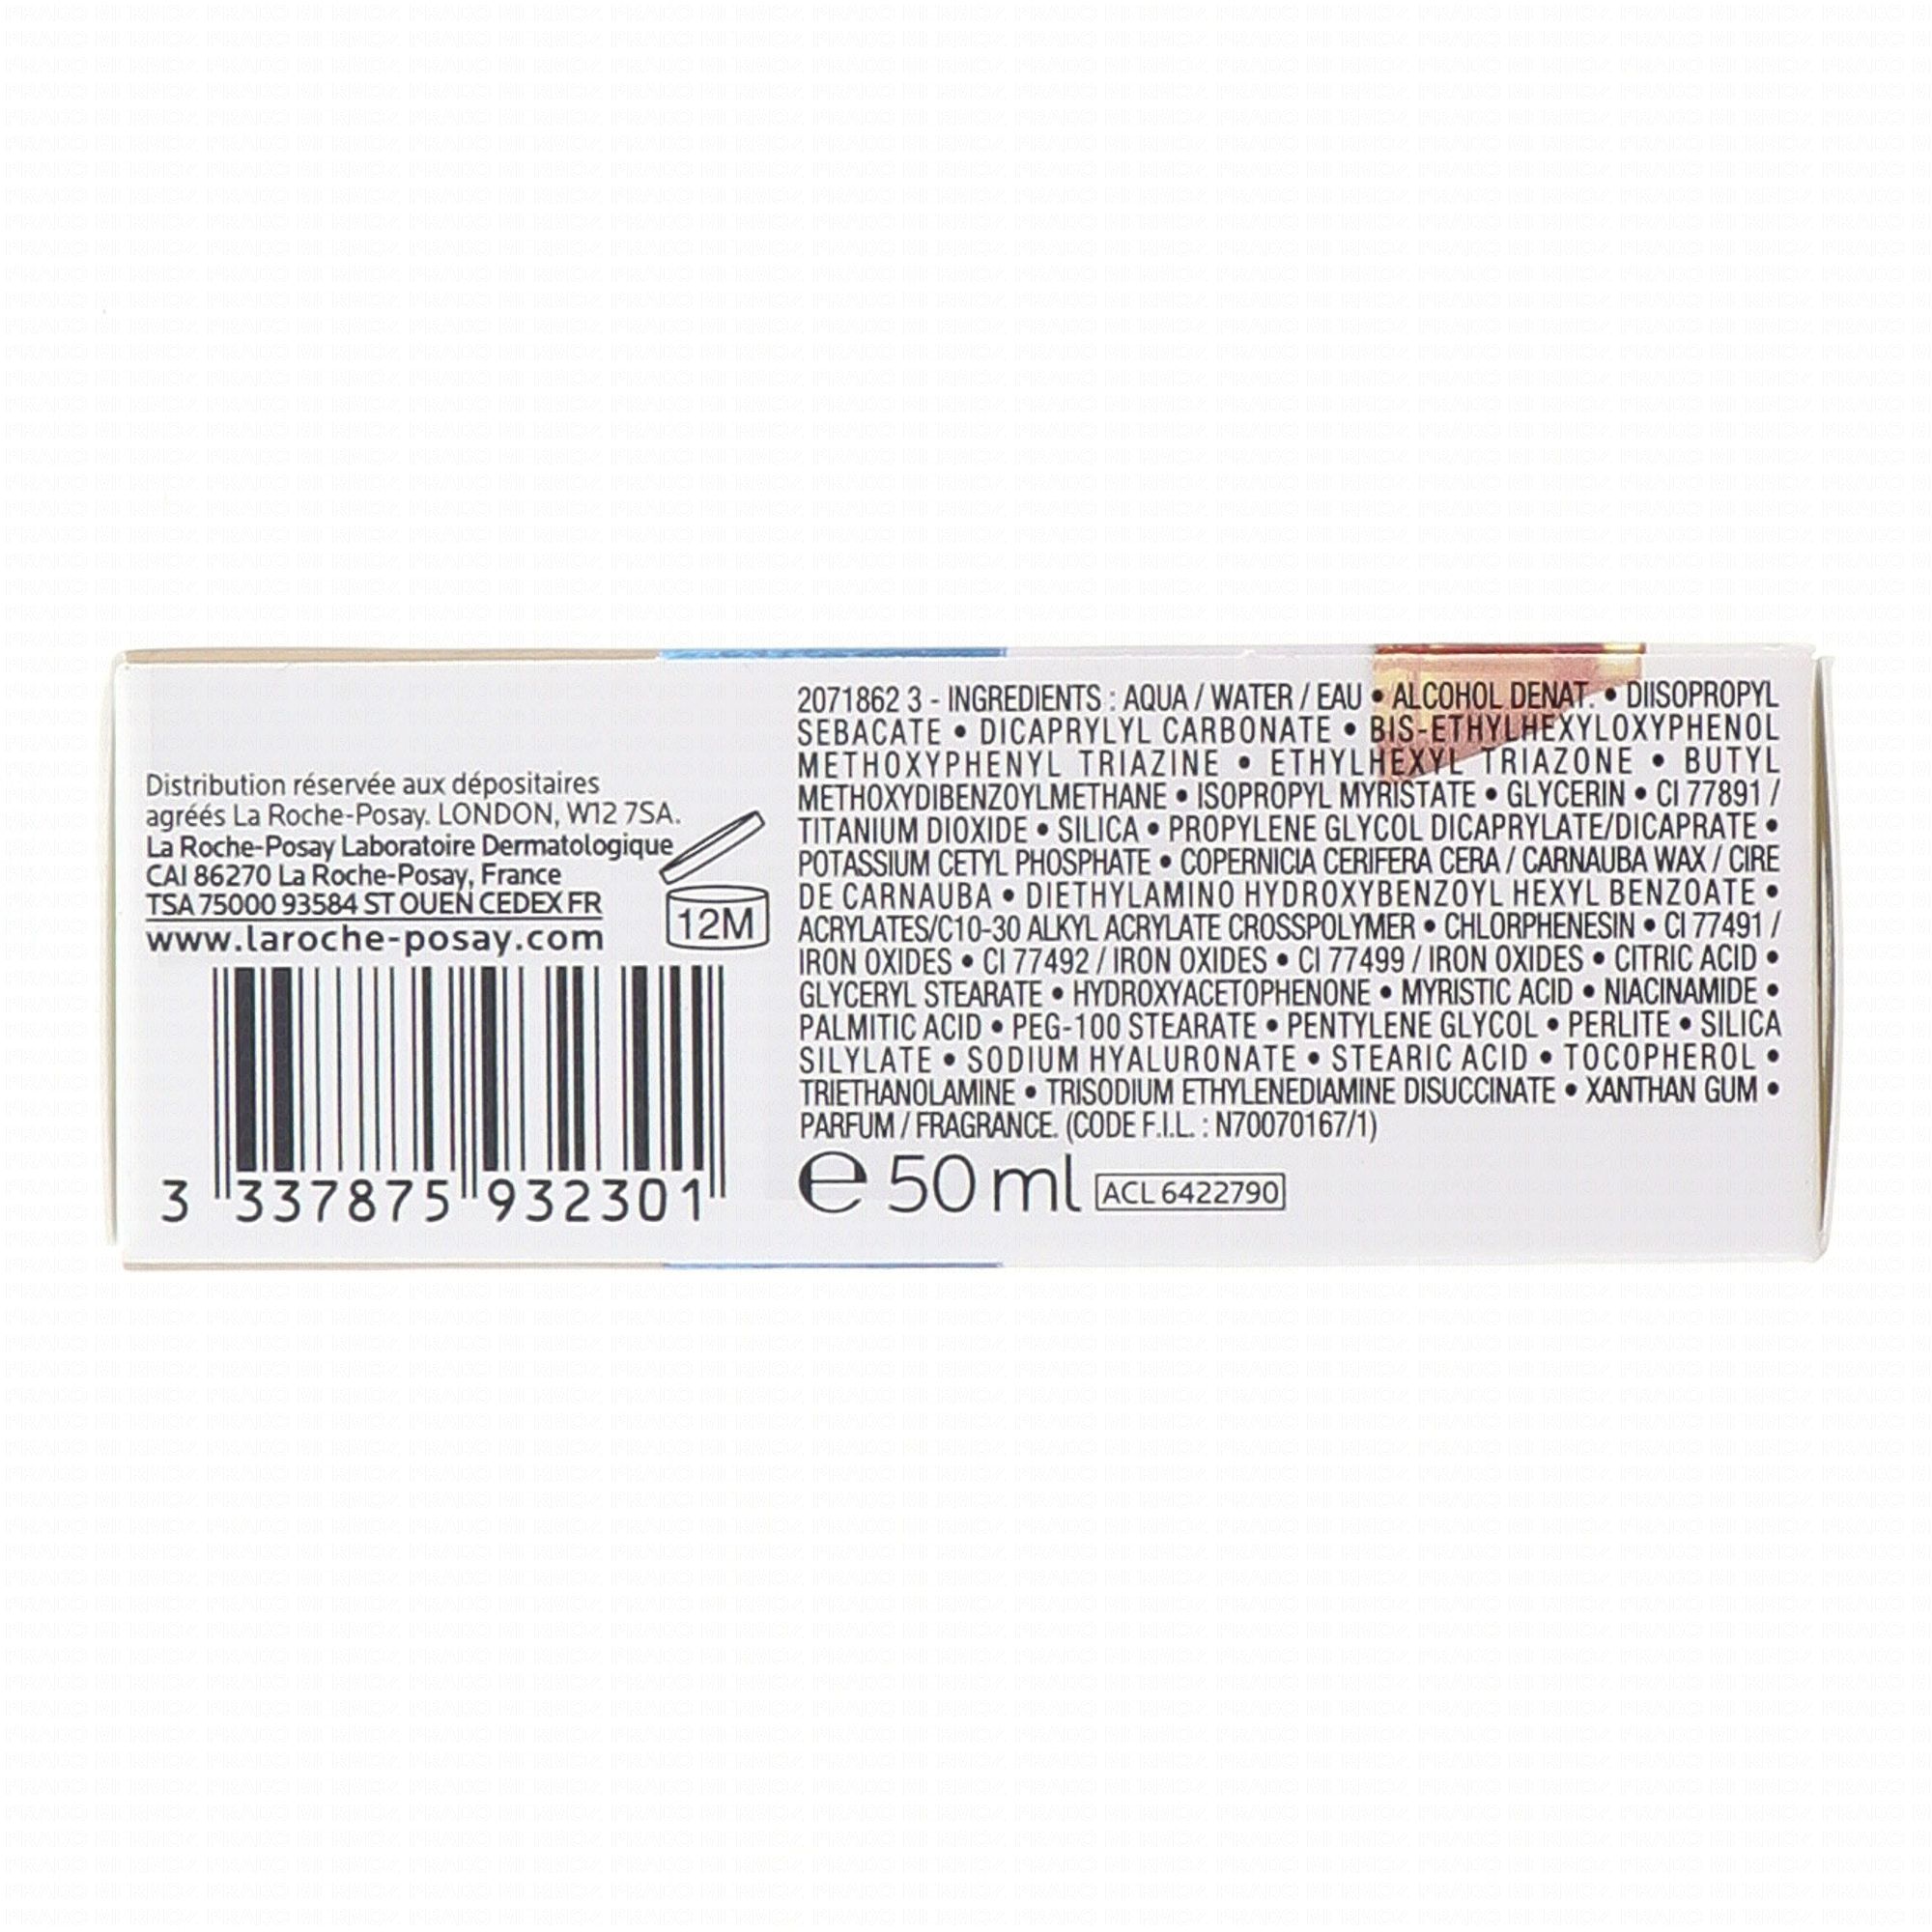 Distribution réservée aux dépositaires
agréés La Roche-Posay. LONDON, W12 7SA.
La Roche-Posay Laboratoire Dermatologique
CAI 86270 La Roche-Posay, France
TSA 75000 93584 ST OUEN CEDEX FR
www.laroche-posay.com
12M
3 337875 932301
2071862 3 - INGREDIENTS : AQUA / WATER / EAU • ALCOHOL DENAT. • DIISOPROPYL
SEBACATE • DICAPRYLYL CARBONATE • BIS-ETHYLHEXYLOXYPHENOL
METHOXYPHENYL TRIAZINE • ETHYLHEXYL TRIAZONE • BUTYL
METHOXYDIBENZOYLMETHANE • ISOPROPYL MYRISTATE • GLYCERIN • CI 77891 /
TITANIUM DIOXIDE • SILICA • PROPYLENE GLYCOL DICAPRYLATE/DICAPRATE •
POTASSIUM CETYL PHOSPHATE • COPERNICIA CERIFERA CERA / CARNAUBA WAX / CIRE
DE CARNAUBA • DIETHYLAMINO HYDROXYBENZOYL HEXYL BENZOATE •
ACRYLATES/C10-30 ALKYL ACRYLATE CROSSPOLYMER • CHLORPHENESIN • CI 77491 /
IRON OXIDES • CI 77492 / IRON OXIDES • CI 77499 / IRON OXIDES • CITRIC ACID •
GLYCERYL STEARATE • HYDROXYACETOPHENONE • MYRISTIC ACID • NIACINAMIDE •
PALMITIC ACID • PEG-100 STEARATE • PENTYLENE GLYCOL • PERLITE • SILICA
SILYLATE • SODIUM HYALURONATE • STEARIC ACID • TOCOPHEROL •
TRIETHANOLAMINE • TRISODIUM ETHYLENEDIAMINE DISUCCINATE • XANTHAN GUM •
PARFUM / FRAGRANCE. (CODE F.I.L. : N70070167/1)
e 50 ml ACL 6422790